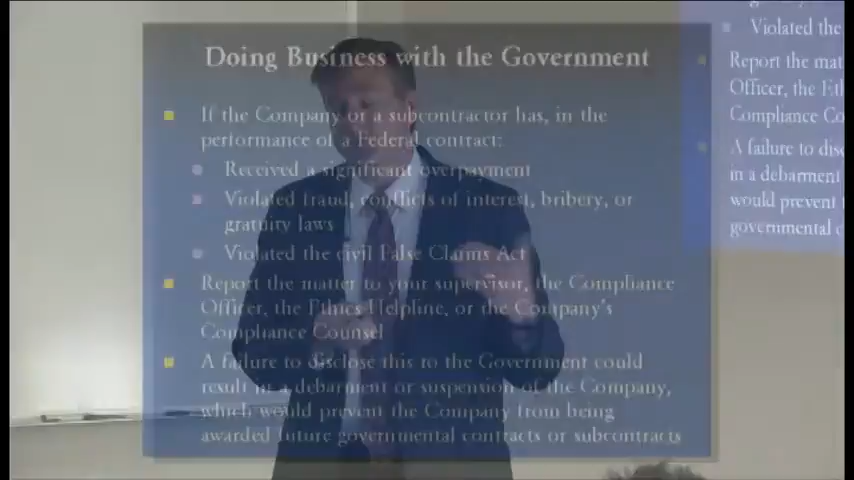 Doing Business with the Government
If the Company or a subcontractor has, in the
performance of a Federal contract:
Received a significant overpayment
Violated fraud, conflicts of interest, bribery, or
gratuity laws
Violated the civil False Claims Act
Report the matter to your supervisor, the Compliance
Officer, the Ethics Helpline, or the Company's
Compliance Counsel
A failure to disclose this to the Government could
result in a debarment or suspension of the Company,
which would prevent the Company from being
awarded future governmental contracts or subcontracts
Violated the
Report the
Officer, the
Compliance
A failure to
in a debarment
would prevent
governmental